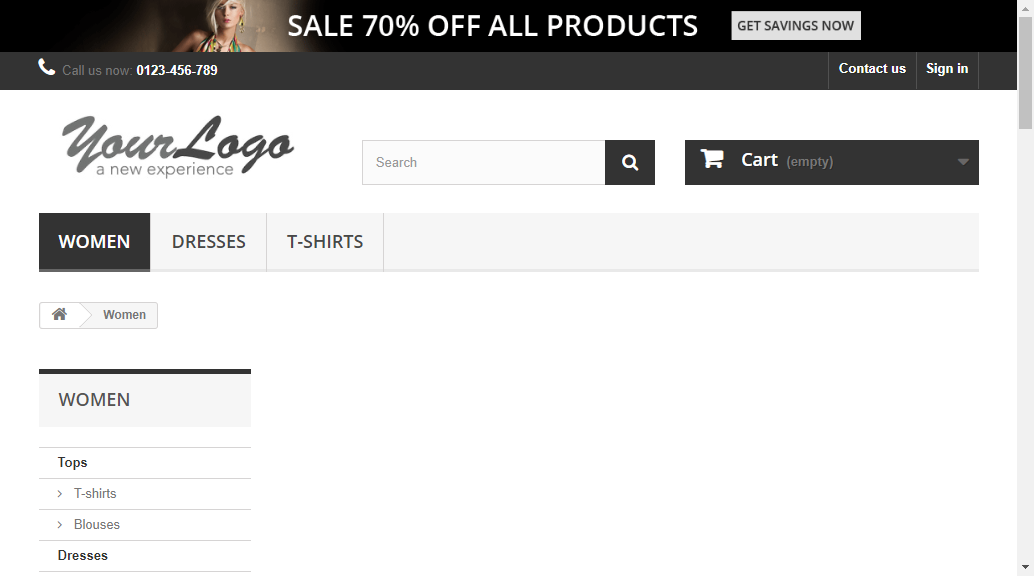 SALE 70% OFF ALL PRODUCTS
GET SAVINGS NOW
Call us now: 0123-456-789
Contact us
Sign in
YourLogo
a new experience
Search
Cart (empty)
WOMEN
DRESSES
T-SHIRTS
Women
WOMEN
Tops
T-shirts
Blouses
Dresses